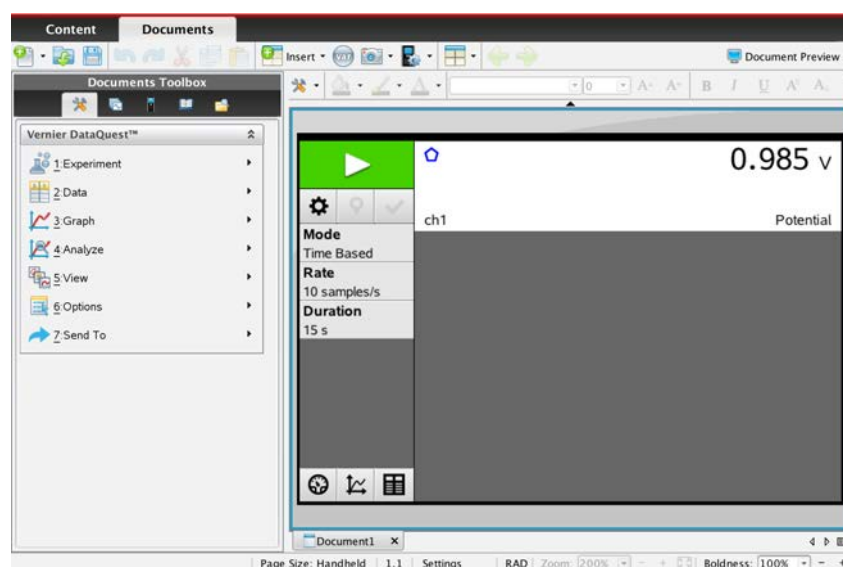 Content Documents
Insert
Document Preview
Documents Toolbox
0 A+ A- B I U
Vernier DataQuest™
1:Experiment
2:Data
3:Graph
4:Analyze
5:View
6:Options
7:Send To
0.985 V
ch1 Potential
Mode
Time Based
Rate
10 samples/s
Duration
15 s
Document1 ×
Page Size: Handheld 1.1 Settings RAD Zoom: 200% - + Boldness: 100% - +